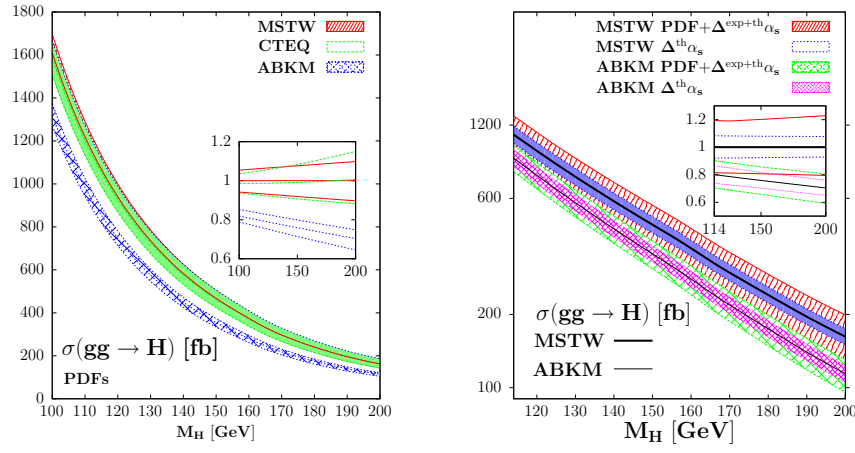 1800
1600
1400
1200
1000
800
600
400
200
0
MSTW
CTEQ
ABKM
1.2
1
0.8
0.6
100 150 200
σ(gg → H) [fb]
PDFs
100 110 120 130 140 150 160 170 180 190 200
M_H [GeV]
MSTW PDF+Δ^{exp+th}α_s
MSTW Δ^{th}α_s
ABKM PDF+Δ^{exp+th}α_s
ABKM Δ^{th}α_s
1200
600
200
100
1.4
1.2
1
0.8
0.6
114 150 200
σ(gg → H) [fb]
MSTW
ABKM
120 130 140 150 160 170 180 190 200
M_H [GeV]